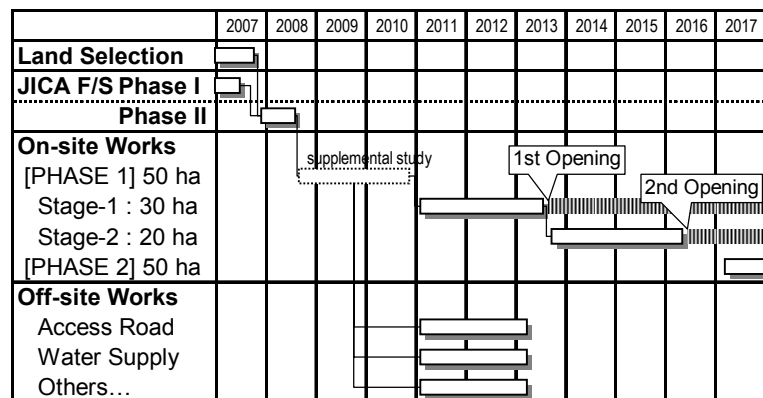 2007 2008 2009 2010 2011 2012 2013 2014 2015 2016 2017
Land Selection
JICA F/S Phase I
Phase II
On-site Works
supplemental study
1st Opening
[PHASE 1] 50 ha
2nd Opening
Stage-1 : 30 ha
Stage-2 : 20 ha
[PHASE 2] 50 ha
Off-site Works
Access Road
Water Supply
Others…